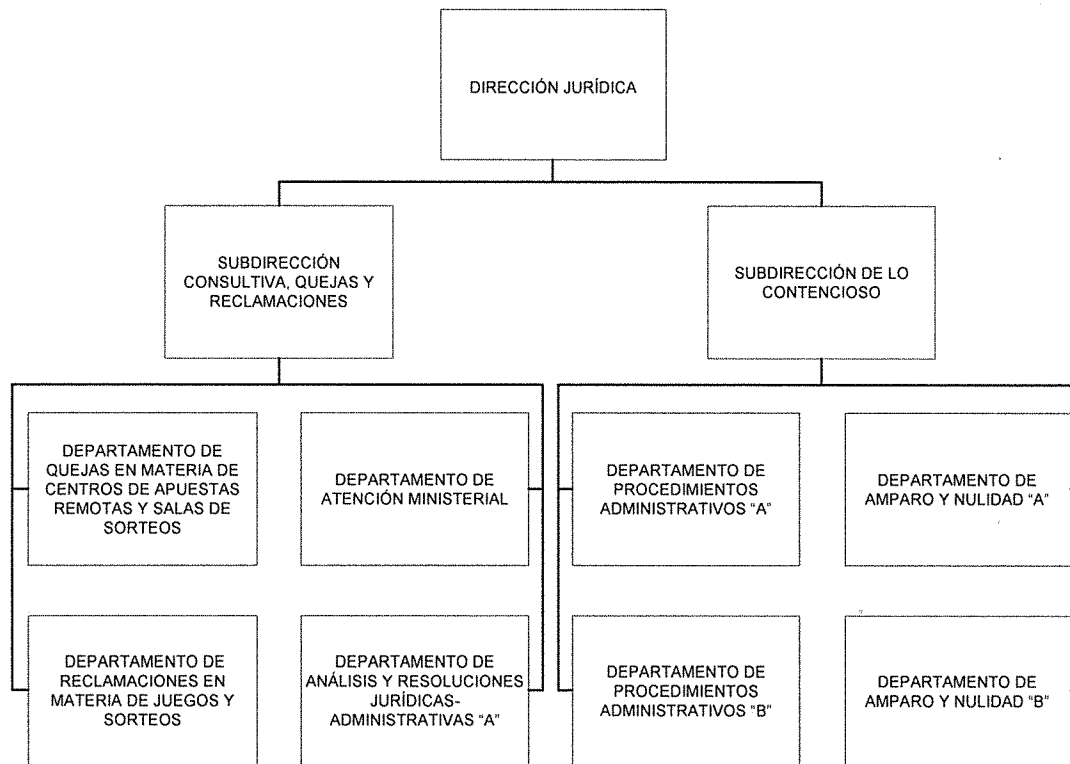 DIRECCIÓN JURÍDICA
SUBDIRECCIÓN
CONSULTIVA, QUEJAS Y
RECLAMACIONES
SUBDIRECCIÓN DE LO
CONTENCIOSO
DEPARTAMENTO DE
QUEJAS EN MATERIA DE
CENTROS DE APUESTAS
REMOTAS Y SALAS DE
SORTEOS
DEPARTAMENTO DE
ATENCIÓN MINISTERIAL
DEPARTAMENTO DE
PROCEDIMIENTOS
ADMINISTRATIVOS "A"
DEPARTAMENTO DE
AMPARO Y NULIDAD "A"
DEPARTAMENTO DE
RECLAMACIONES EN
MATERIA DE JUEGOS Y
SORTEOS
DEPARTAMENTO DE
ANÁLISIS Y RESOLUCIONES
JURÍDICAS-
ADMINISTRATIVAS "A"
DEPARTAMENTO DE
PROCEDIMIENTOS
ADMINISTRATIVOS "B"
DEPARTAMENTO DE
AMPARO Y NULIDAD "B"